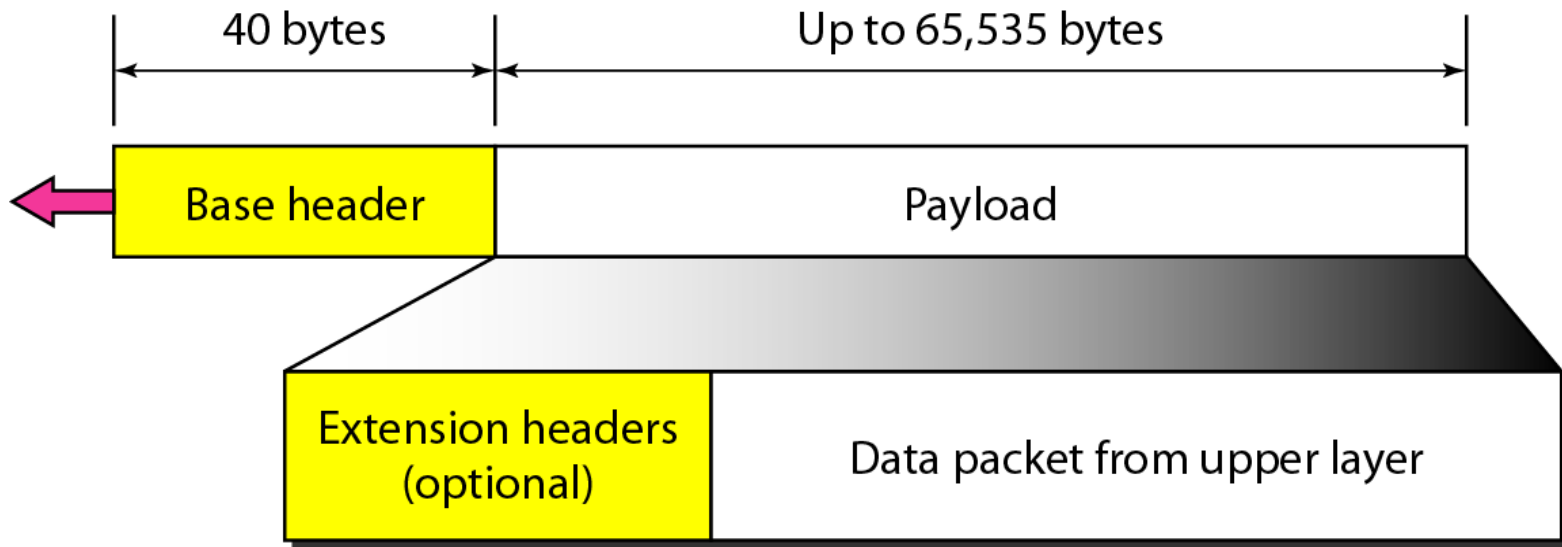 40 bytes
Up to 65,535 bytes
Base header
Payload
Extension headers
(optional)
Data packet from upper layer